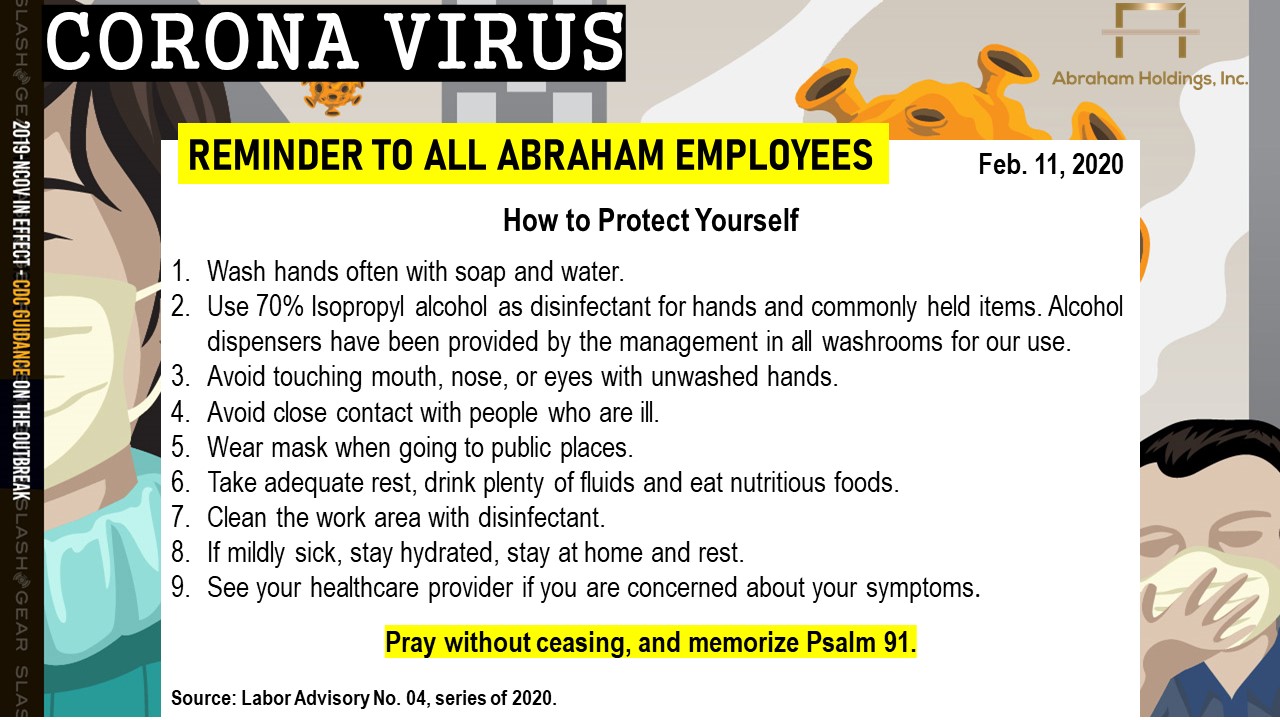 CORONA VIRUS
Abraham Holdings, Inc.
REMINDER TO ALL ABRAHAM EMPLOYEES
Feb. 11, 2020
How to Protect Yourself
1. Wash hands often with soap and water.
2. Use 70% Isopropyl alcohol as disinfectant for hands and commonly held items. Alcohol
dispensers have been provided by the management in all washrooms for our use.
3. Avoid touching mouth, nose, or eyes with unwashed hands.
4. Avoid close contact with people who are ill.
5. Wear mask when going to public places.
6. Take adequate rest, drink plenty of fluids and eat nutritious foods.
7. Clean the work area with disinfectant.
8. If mildly sick, stay hydrated, stay at home and rest.
9. See your healthcare provider if you are concerned about your symptoms.
Pray without ceasing, and memorize Psalm 91.
Source: Labor Advisory No. 04, series of 2020.
SLASH GE
2019-NCOV IN EFFECT - CDC GUIDANCE ON THE OUTBREAK
SLASH GEAR SLAS